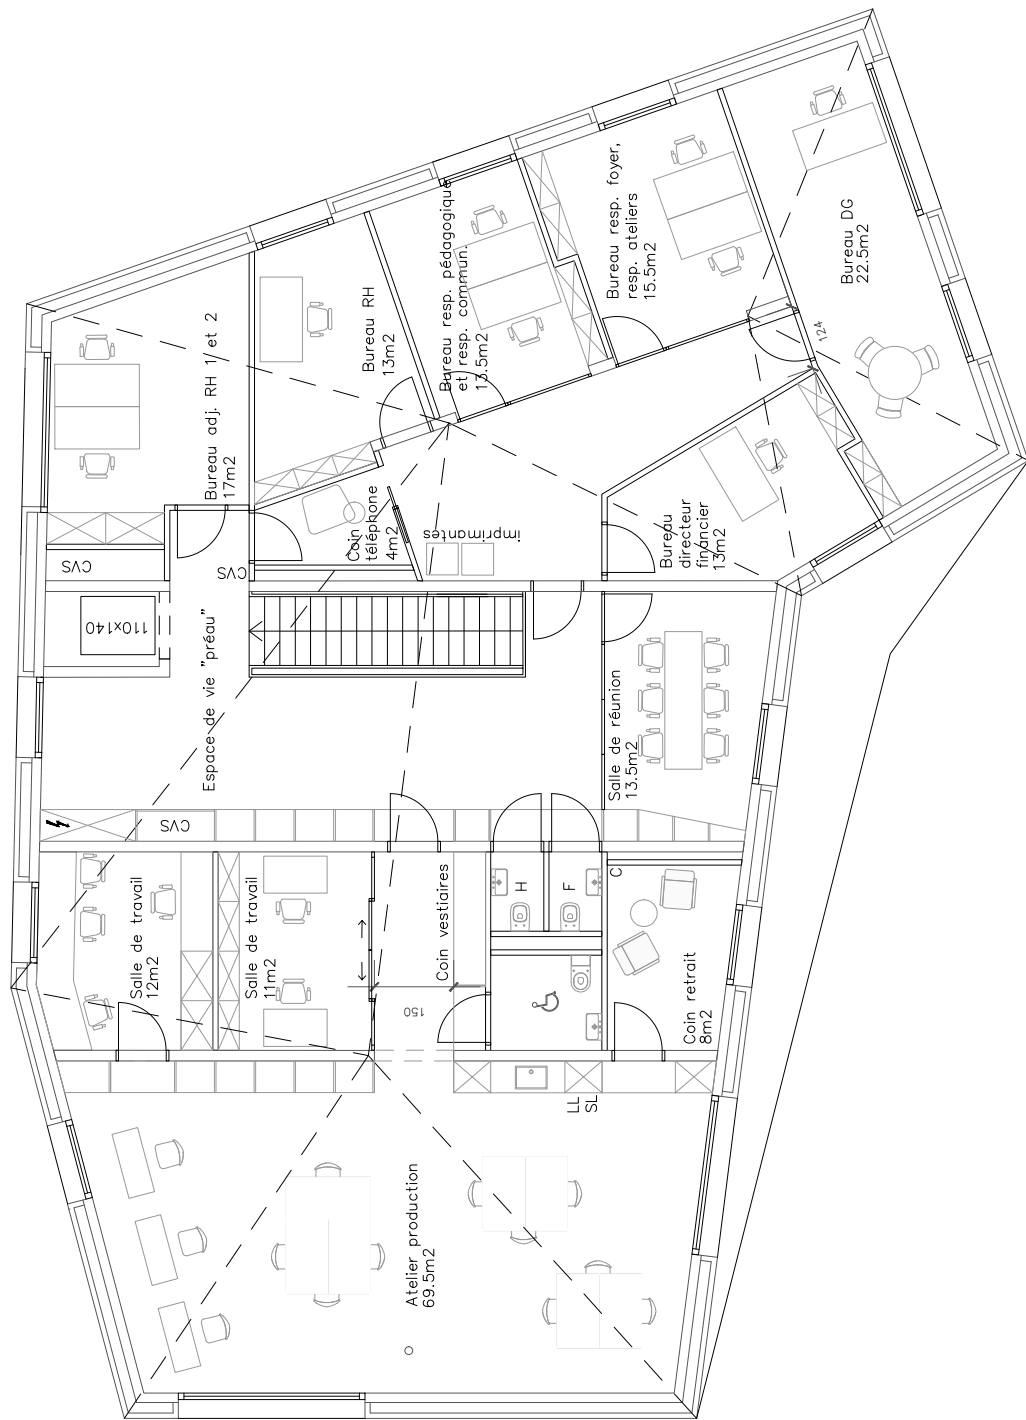 Bureau DG
22.5m2
124
Bureau resp. foyer,
resp. ateliers
15.5m2
Bureau resp. pédagogique
et resp. commun.
13.5m2
Bureau RH
13m2
Bureau adj. RH 1 et 2
17m2
Coin
téléphone
4m2
imprimantes
Bureau
directeur
financier
13m2
CVS
CVS
110x140
Espace de vie "préau"
Salle de réunion
13.5m2
CVS
Salle de travail
12m2
Salle de travail
11m2
Coin vestiaires
150
H
F
C
Coin retrait
8m2
LL
SL
Atelier production
69.5m2